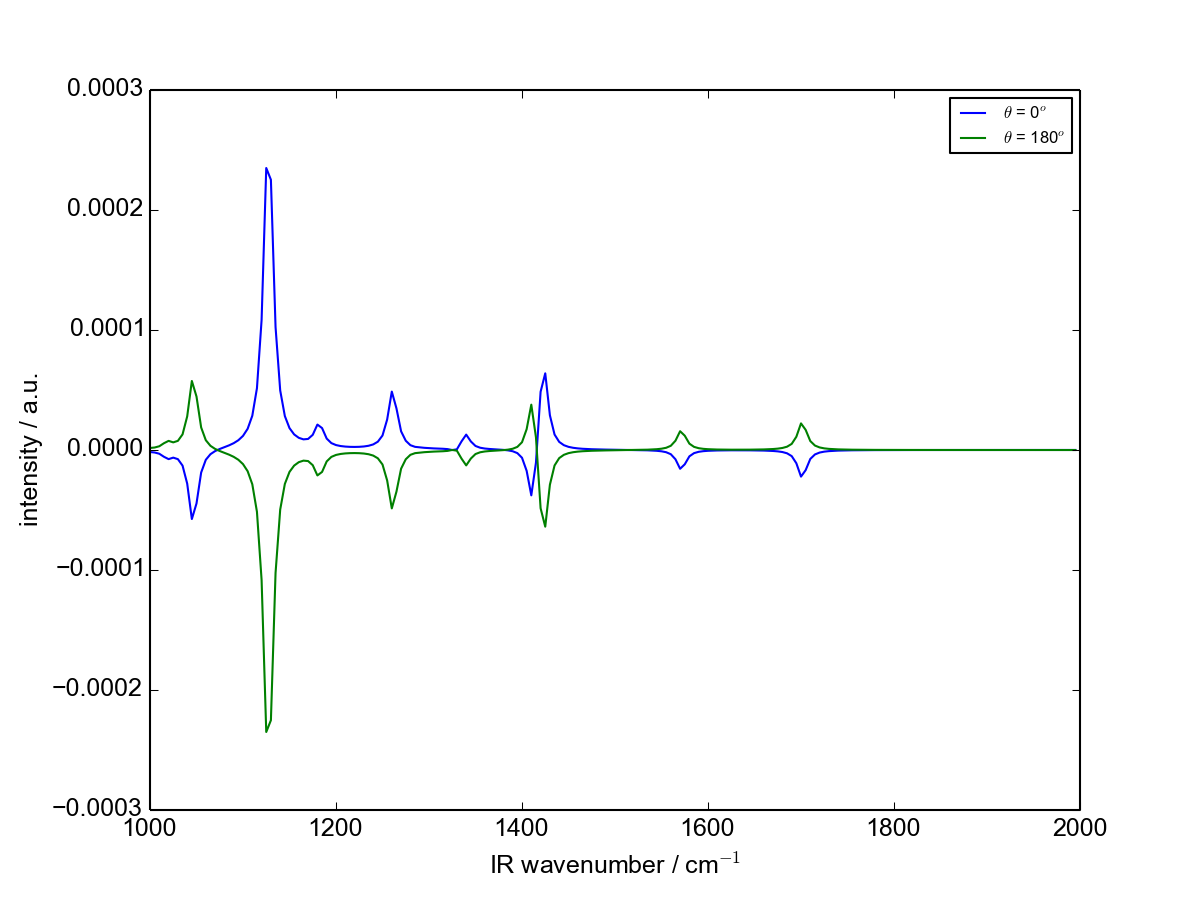 0.0003
0.0002
0.0001
0.0000
−0.0001
−0.0002
−0.0003
1000 1200 1400 1600 1800 2000
IR wavenumber / cm⁻¹
intensity / a.u.
θ = 0ᵒ
θ = 180ᵒ